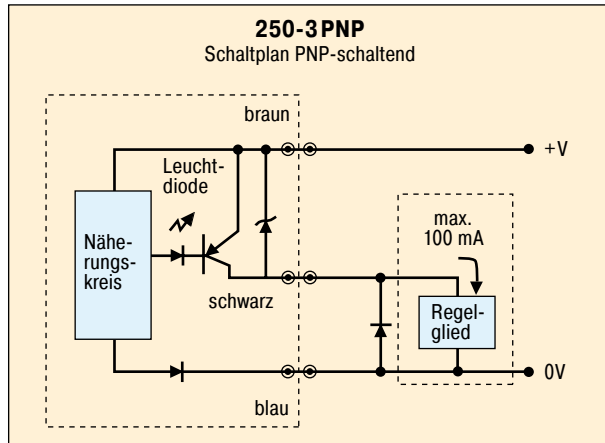 250-3 PNP
Schaltplan PNP-schaltend
braun
+V
Leucht-
diode
max.
100 mA
Nähe-
rungs-
kreis
schwarz
Regel-
glied
0V
blau